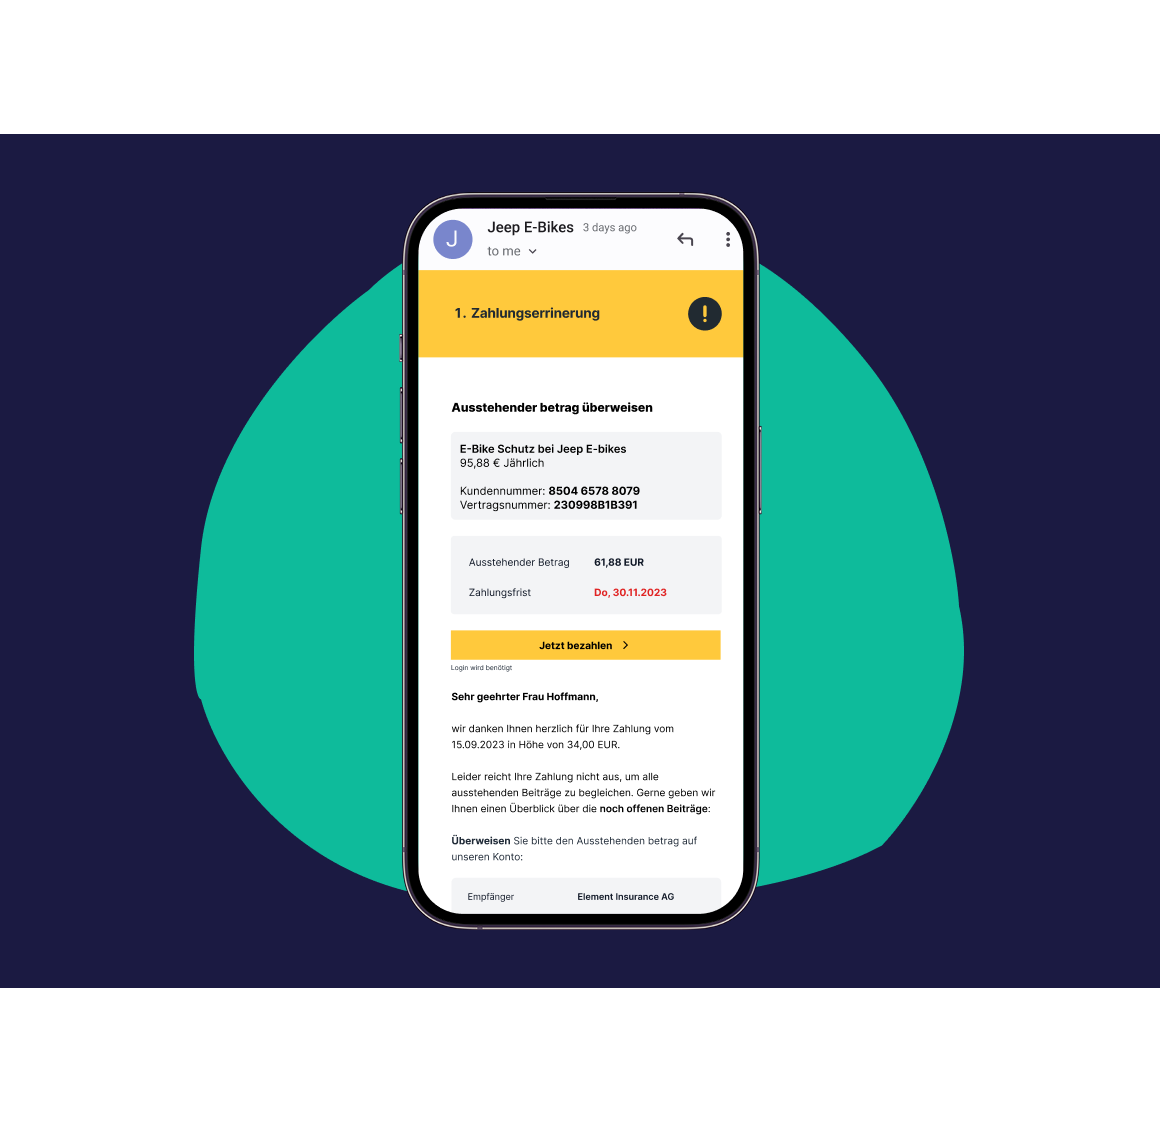 J
Jeep E-Bikes 3 days ago
to me
1. Zahlungserrinerung
!
Ausstehender betrag überweisen
E-Bike Schutz bei Jeep E-bikes
95,88 € Jährlich
Kundennummer: 8504 6578 8079
Vertragsnummer: 230998B1B391
Ausstehender Betrag 61,88 EUR
Zahlungsfrist Do, 30.11.2023
Jetzt bezahlen
Login wird benötigt
Sehr geehrter Frau Hoffmann,
wir danken Ihnen herzlich für Ihre Zahlung vom
15.09.2023 in Höhe von 34,00 EUR.
Leider reicht Ihre Zahlung nicht aus, um alle
ausstehenden Beiträge zu begleichen. Gerne geben wir
Ihnen einen Überblick über die noch offenen Beiträge:
Überweisen Sie bitte den Ausstehenden betrag auf
unseren Konto:
Empfänger Element Insurance AG